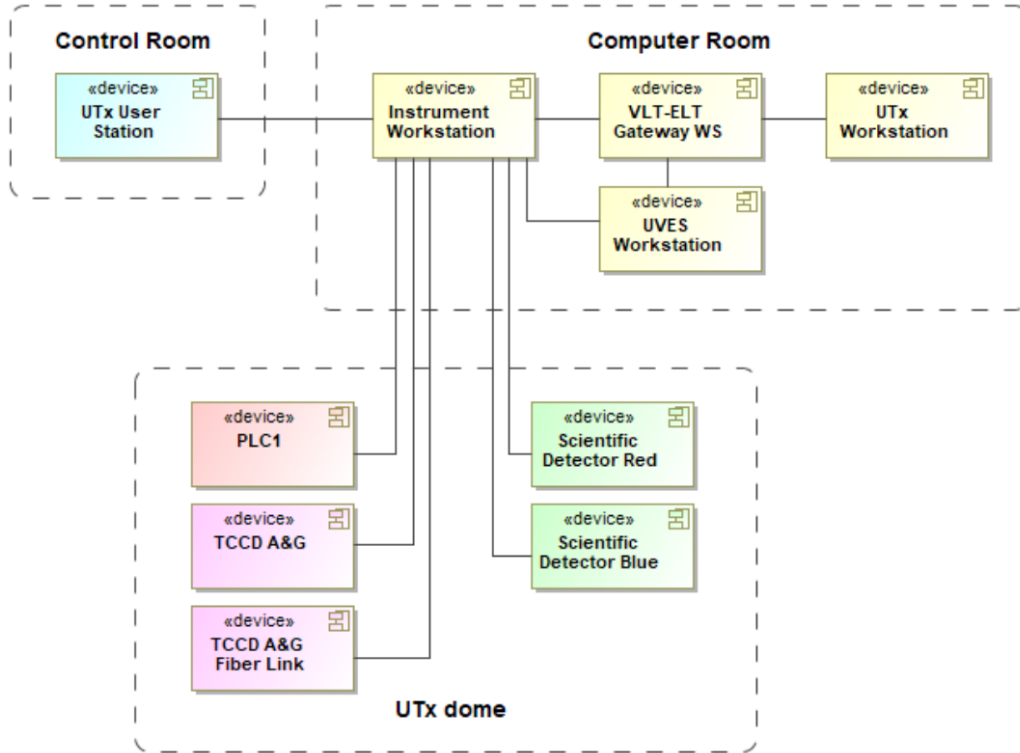 Control Room
Computer Room
«device»
UTx User
Station
«device»
Instrument
Workstation
«device»
VLT-ELT
Gateway WS
«device»
UTx
Workstation
«device»
UVES
Workstation
«device»
PLC1
«device»
Scientific
Detector Red
«device»
TCCD A&G
«device»
Scientific
Detector Blue
«device»
TCCD A&G
Fiber Link
UTx dome